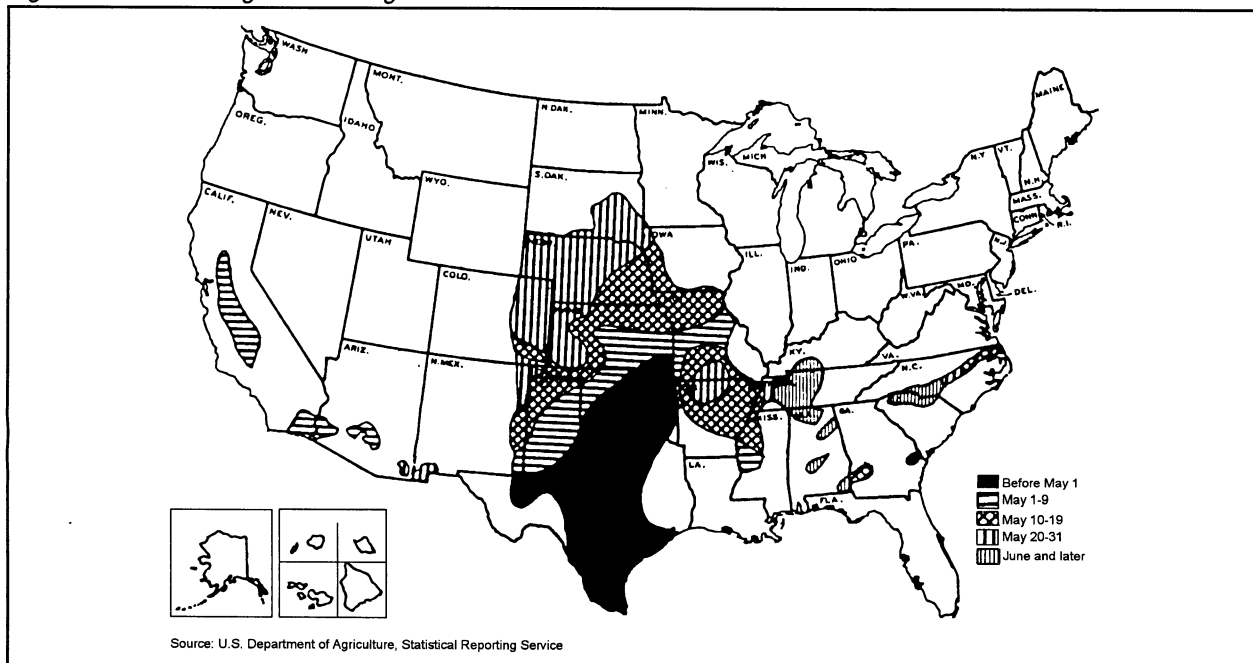 WASH
MONT.
N.DAK.
MINN.
MAINE
OREG.
IDAHO
WIS.
MICH
N.Y
VT.
N.H.
S.DAK.
WYO.
MASS.
CONN
R.I.
CALIF.
NEV.
IOWA
PA.
N.J.
UTAH
COLO.
ILL.
IND.
OHIO
W.VA.
MD.
DEL.
KY.
VA.
ARIZ.
N.MEX.
N.C.
MISS.
GA.
LA.
FLA.
Before May 1
May 1-9
May 10-19
May 20-31
June and later
Source: U.S. Department of Agriculture, Statistical Reporting Service